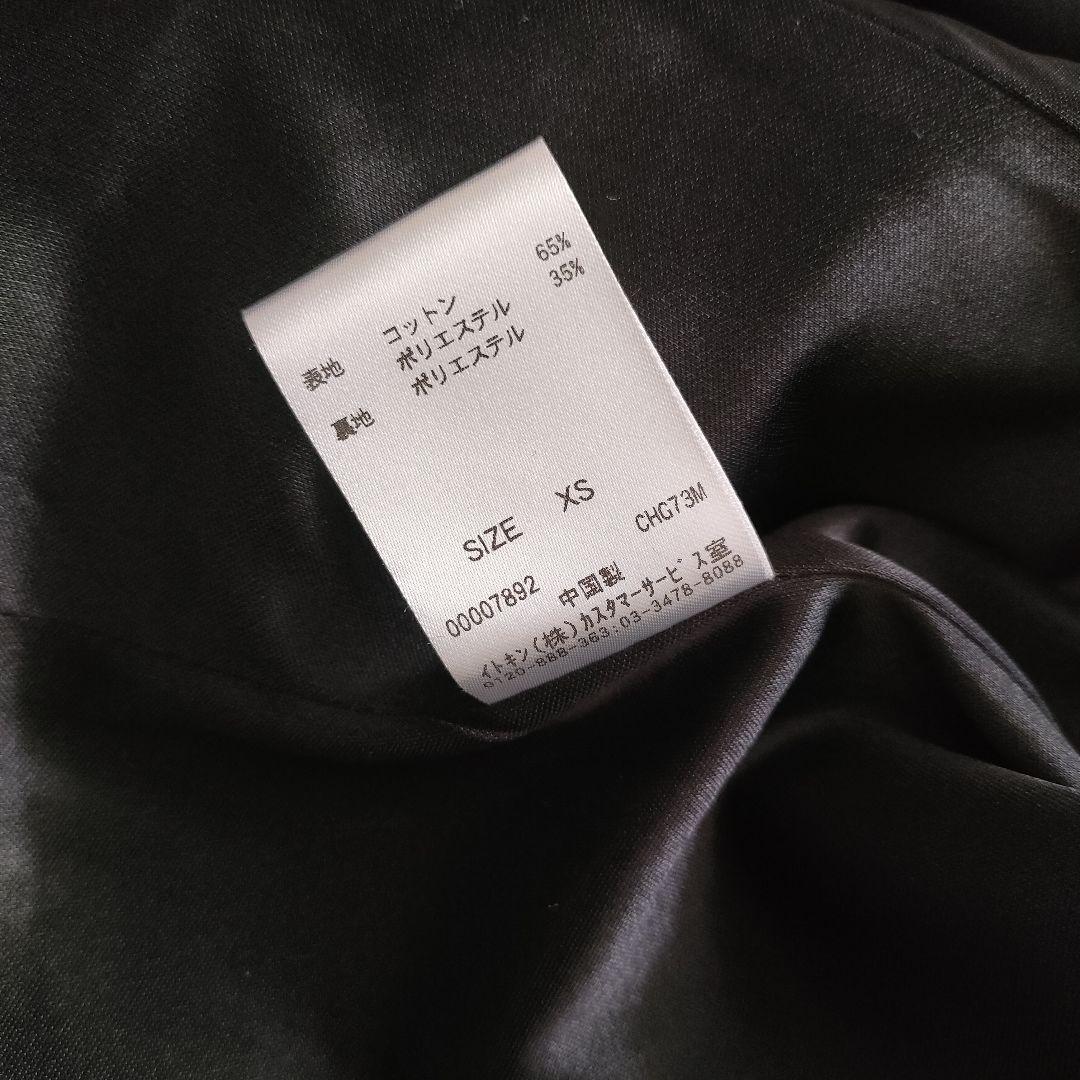 表地 コットン 65%
ポリエステル 35%
裏地 ポリエステル
SIZE XS
00007892 中国製 CHG73M
イトキン(株)カスタマーサービス室
0120-888-363:03-3478-8088